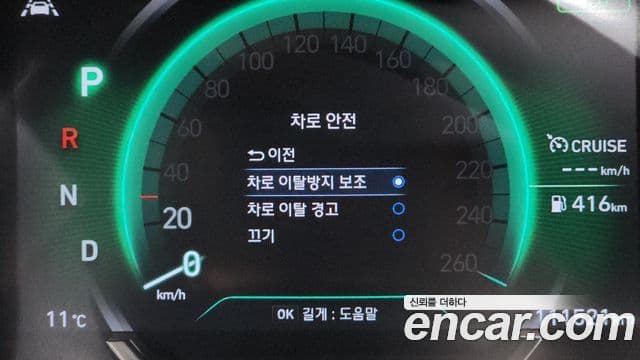 120 140
100 160
80 180
60 200
40 220
20 240
0 260
km/h
P
R
N
D
차로 안전
이전
차로 이탈방지 보조
차로 이탈 경고
끄기
OK 길게 : 도움말
CRUISE
--- km/h
416km
11℃
신뢰를 더하다
encar.com